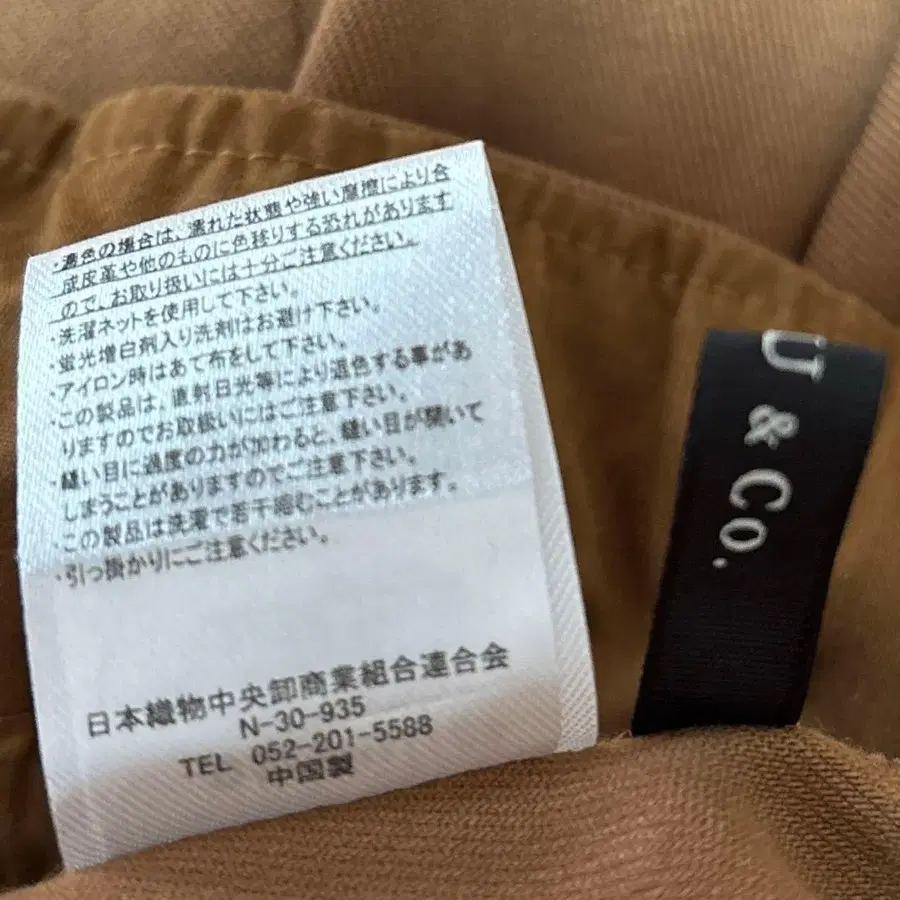 ・濃色の場合は、濡れた状態や強い摩擦により合
成皮革や他のものに色移りする恐れがあります
ので、お取り扱いには十分ご注意ください。
・洗濯ネットを使用して下さい。
・蛍光増白剤入り洗剤はお避け下さい。
・アイロン時はあて布をして下さい。
・この製品は、直射日光等により退色する事があ
りますのでお取扱いにはご注意下さい。
・縫い目に過度の力が加わると、縫い目が開いて
しまうことがありますのでご注意下さい。
・この製品は洗濯で若干縮むことがあります。
・引っ掛かりにご注意ください。
日本織物中央卸商業組合連合会
N-30-935
TEL 052-201-5588
中国製
U & Co.